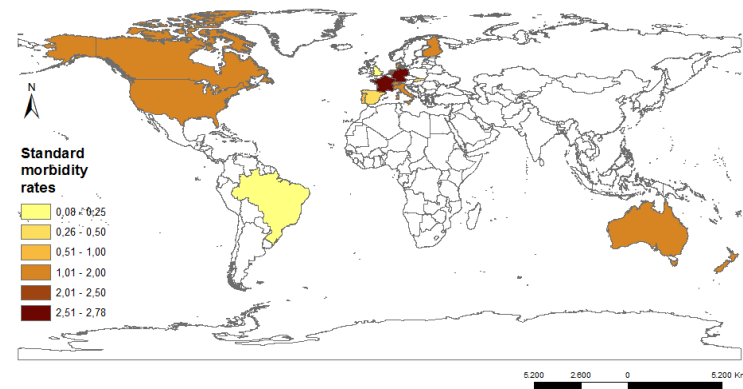 N
Standard
morbidity
rates
0,08 - 0,25
0,26 - 0,50
0,51 - 1,00
1,01 - 2,00
2,01 - 2,50
2,51 - 2,78
5.200 2.600 0 5.200 Kr